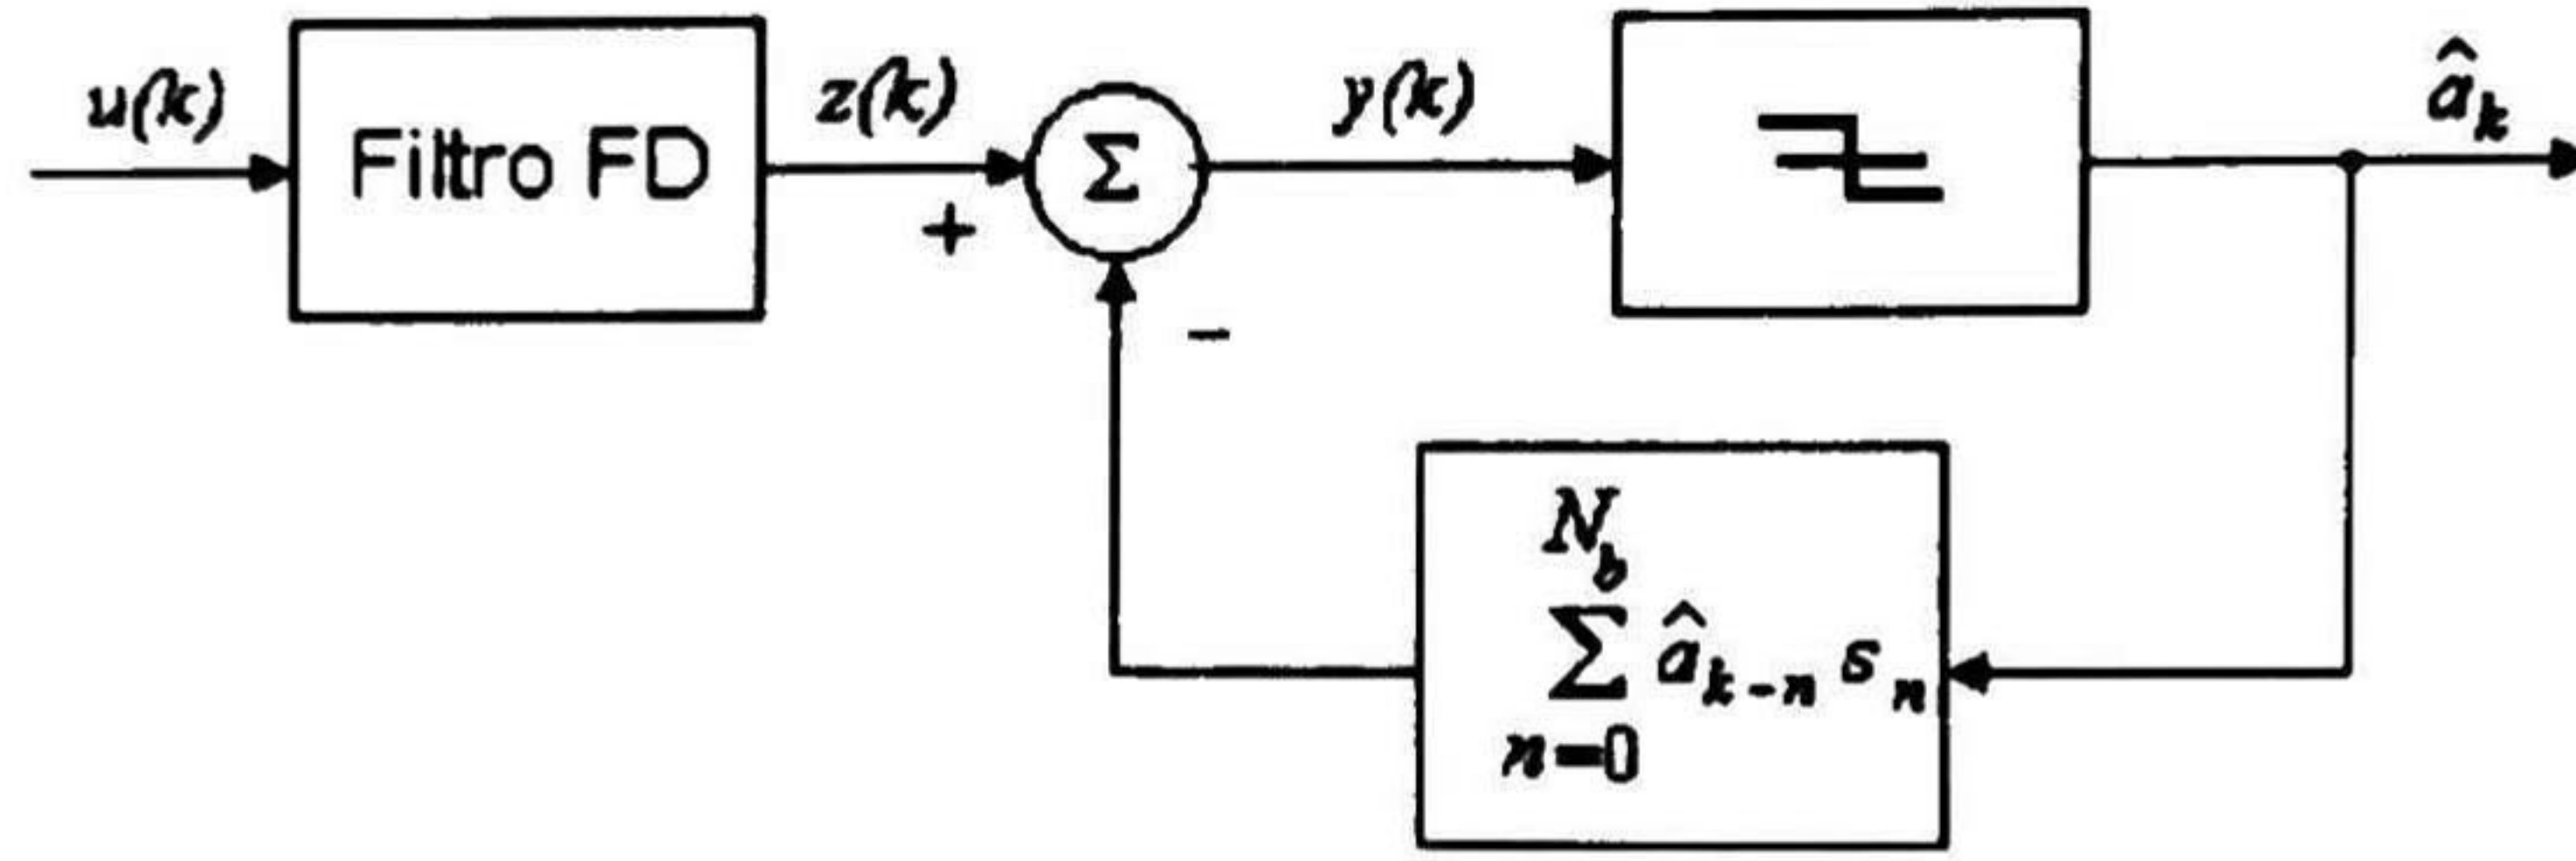 u(k)
Filtro FD
z(k)
+
Σ
y(k)
â_k
−
N_b
Σ â_{k-n} s_n
n=0